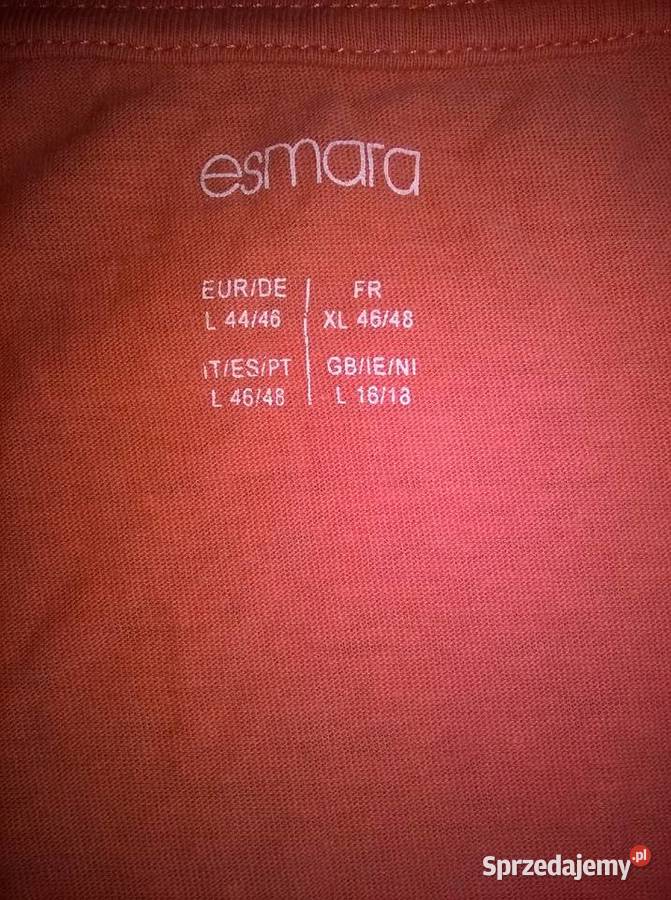 esmara
EUR/DE
L 44/46
FR
XL 46/48
IT/ES/PT
L 46/48
GB/IE/NI
L 16/18
Sprzedajemy.pl